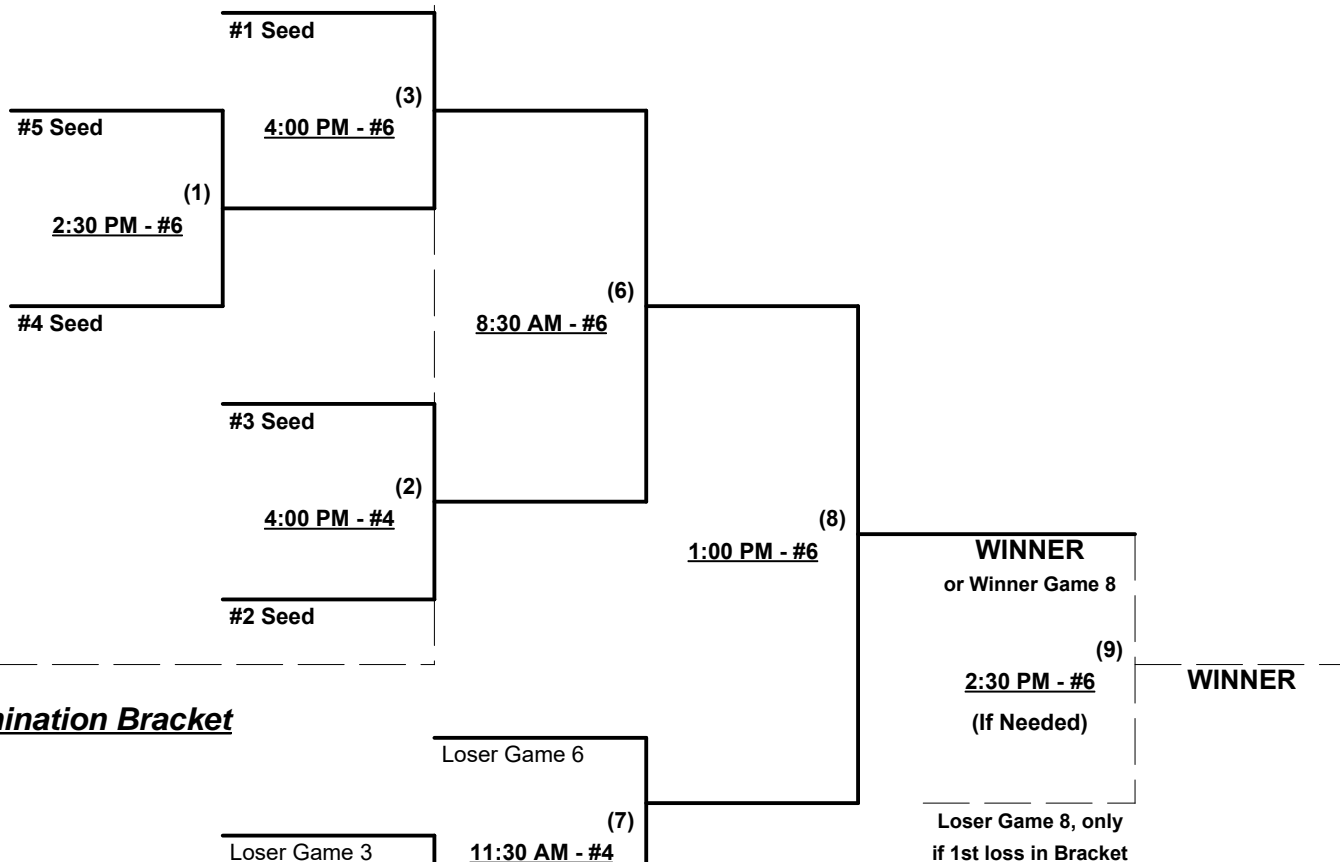 #1 Seed
(3)
4:00 PM - #6
#5 Seed
(1)
2:30 PM - #6
#4 Seed
(6)
8:30 AM - #6
#3 Seed
(2)
4:00 PM - #4
#2 Seed
(8)
1:00 PM - #6
WINNER
or Winner Game 8
(9)
2:30 PM - #6
(If Needed)
WINNER
mination Bracket
Loser Game 6
(7)
11:30 AM - #4
Loser Game 3
Loser Game 8, only
if 1st loss in Bracket